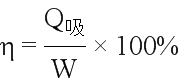 η = Q吸/W × 100%